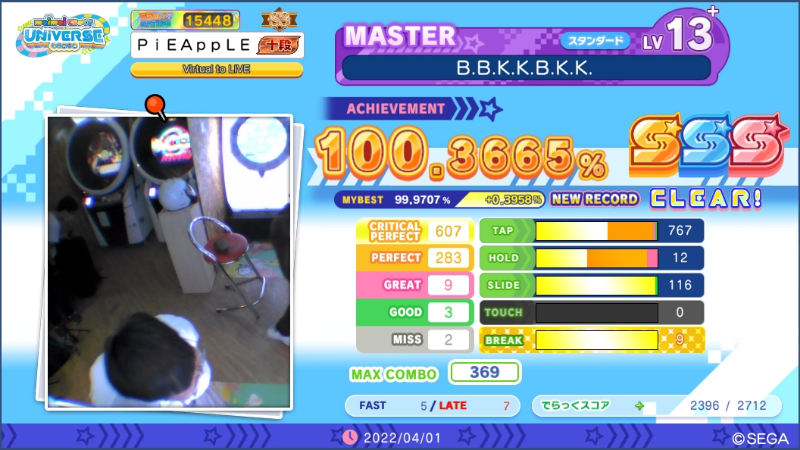 maimai でらっくす
UNiVERSE
15448
PiEAppLE 十段
Virtual to LiVE
MASTER
スタンダード
LV 13+
B.B.K.K.B.K.K.
ACHIEVEMENT
100.3665%
SSS
MYBEST 99,9707% +0.3958% NEW RECORD CLEAR!
CRITICAL PERFECT 607
PERFECT 283
GREAT 9
GOOD 3
MISS 2
TAP 767
HOLD 12
SLIDE 116
TOUCH 0
BREAK 9
MAX COMBO 369
FAST 5 / LATE 7
でらっくスコア 2396 / 2712
2022/04/01
©SEGA